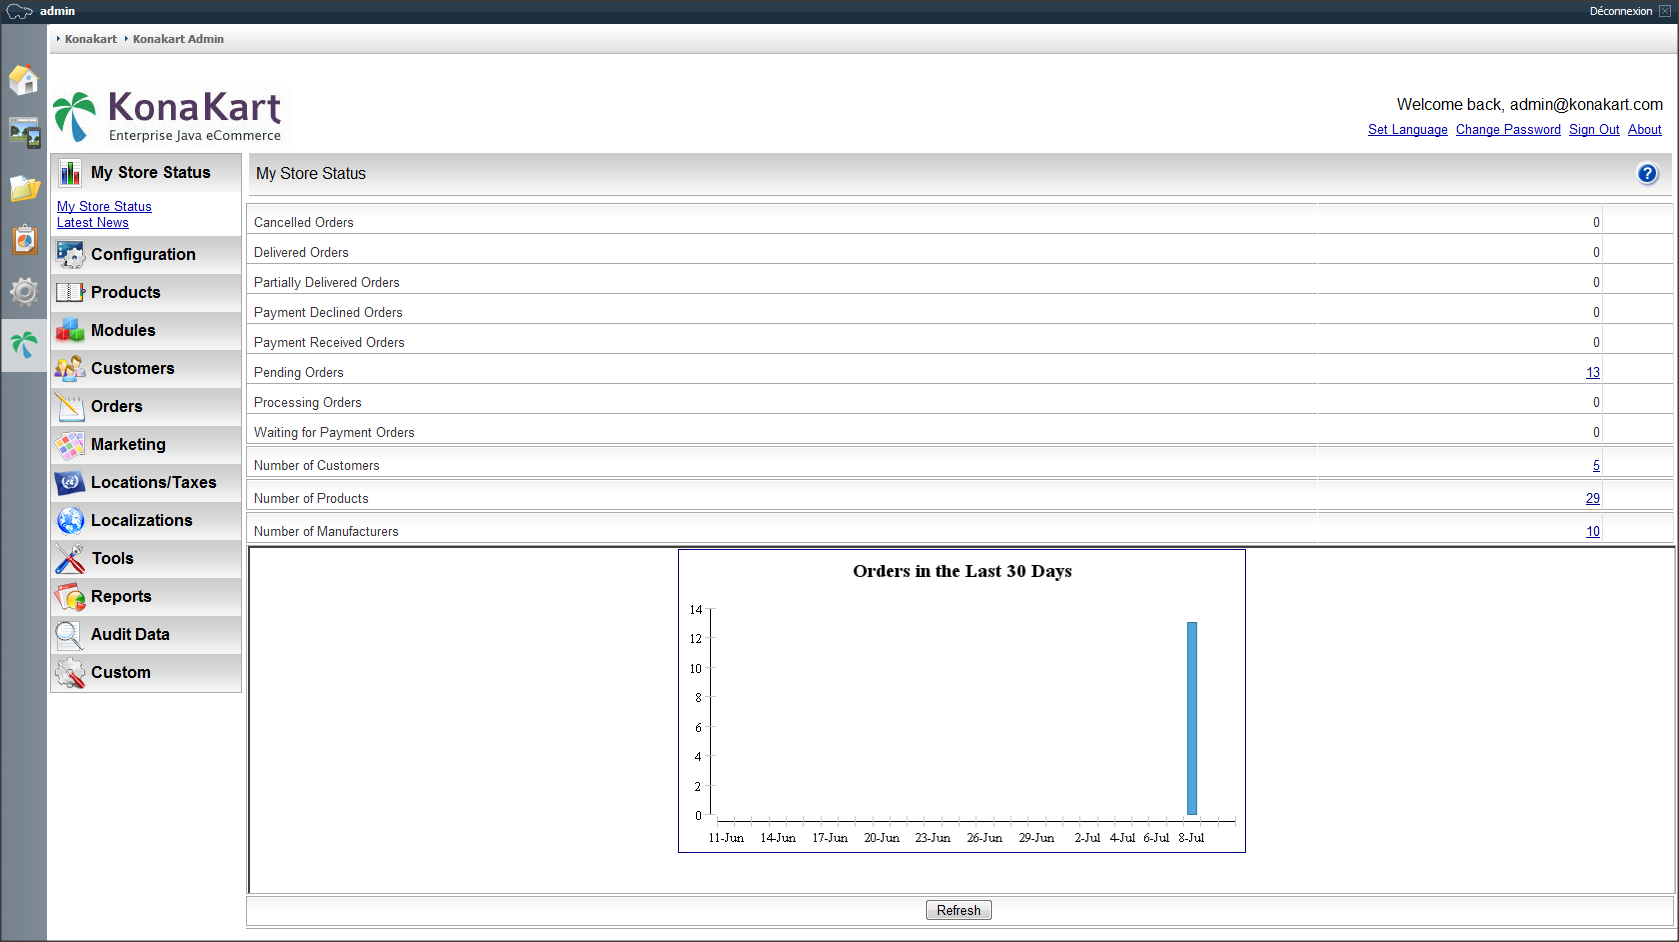 admin
Déconnexion
Konakart Konakart Admin
KonaKart
Enterprise Java eCommerce
Welcome back, admin@konakart.com
Set Language Change Password Sign Out About
My Store Status
My Store Status
Latest News
Configuration
Products
Modules
Customers
Orders
Marketing
Locations/Taxes
Localizations
Tools
Reports
Audit Data
Custom
My Store Status
?
Cancelled Orders 0
Delivered Orders 0
Partially Delivered Orders 0
Payment Declined Orders 0
Payment Received Orders 0
Pending Orders 13
Processing Orders 0
Waiting for Payment Orders 0
Number of Customers 5
Number of Products 29
Number of Manufacturers 10
Orders in the Last 30 Days
14
12
10
8
6
4
2
0
11-Jun 14-Jun 17-Jun 20-Jun 23-Jun 26-Jun 29-Jun 2-Jul 4-Jul 6-Jul 8-Jul
Refresh